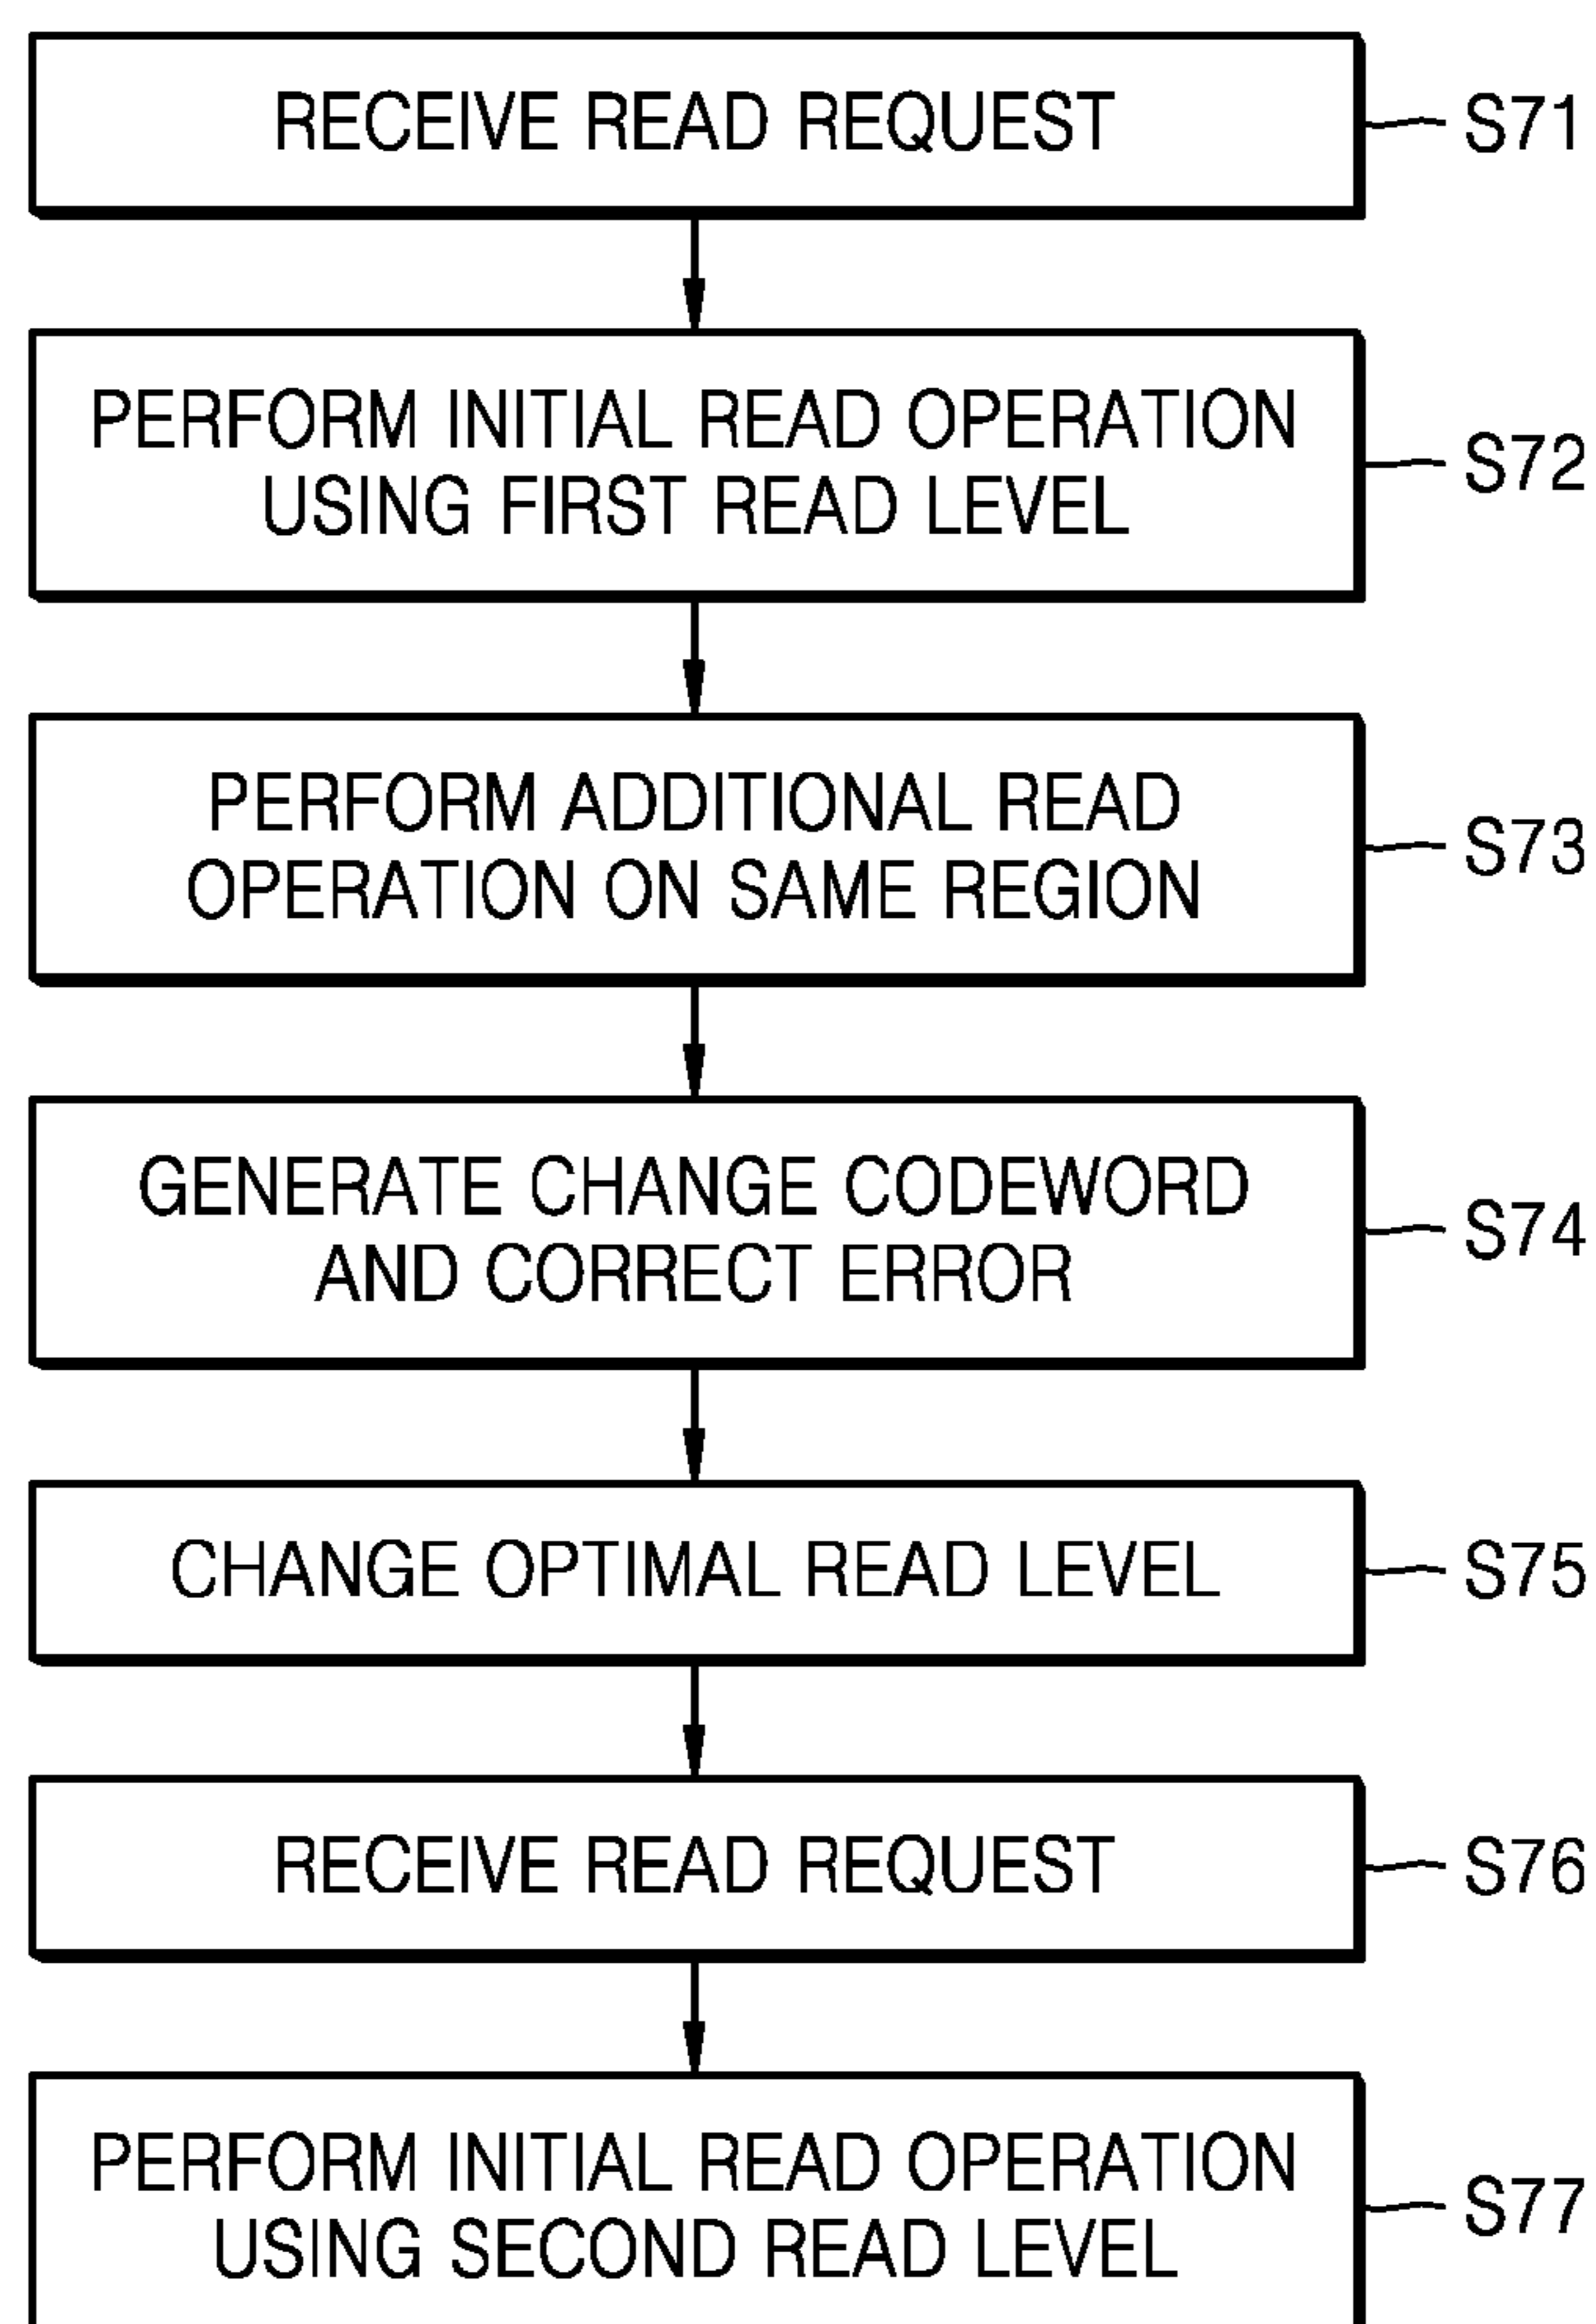 RECEIVE READ REQUEST
S71
PERFORM INITIAL READ OPERATION
USING FIRST READ LEVEL
S72
PERFORM ADDITIONAL READ
OPERATION ON SAME REGION
S73
GENERATE CHANGE CODEWORD
AND CORRECT ERROR
S74
CHANGE OPTIMAL READ LEVEL
S75
RECEIVE READ REQUEST
S76
PERFORM INITIAL READ OPERATION
USING SECOND READ LEVEL
S77